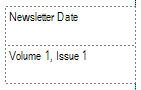 Newsletter Date
Volume 1, Issue 1